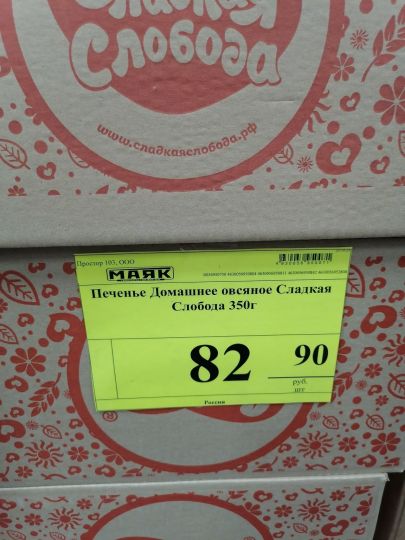 Сладкая
Слобода
www.сладкаяслобода.рф
Простор 103, ООО
МАЯК
Печенье Домашнее овсяное Сладкая
Слобода 350г
82 90
руб.
шт
Россия